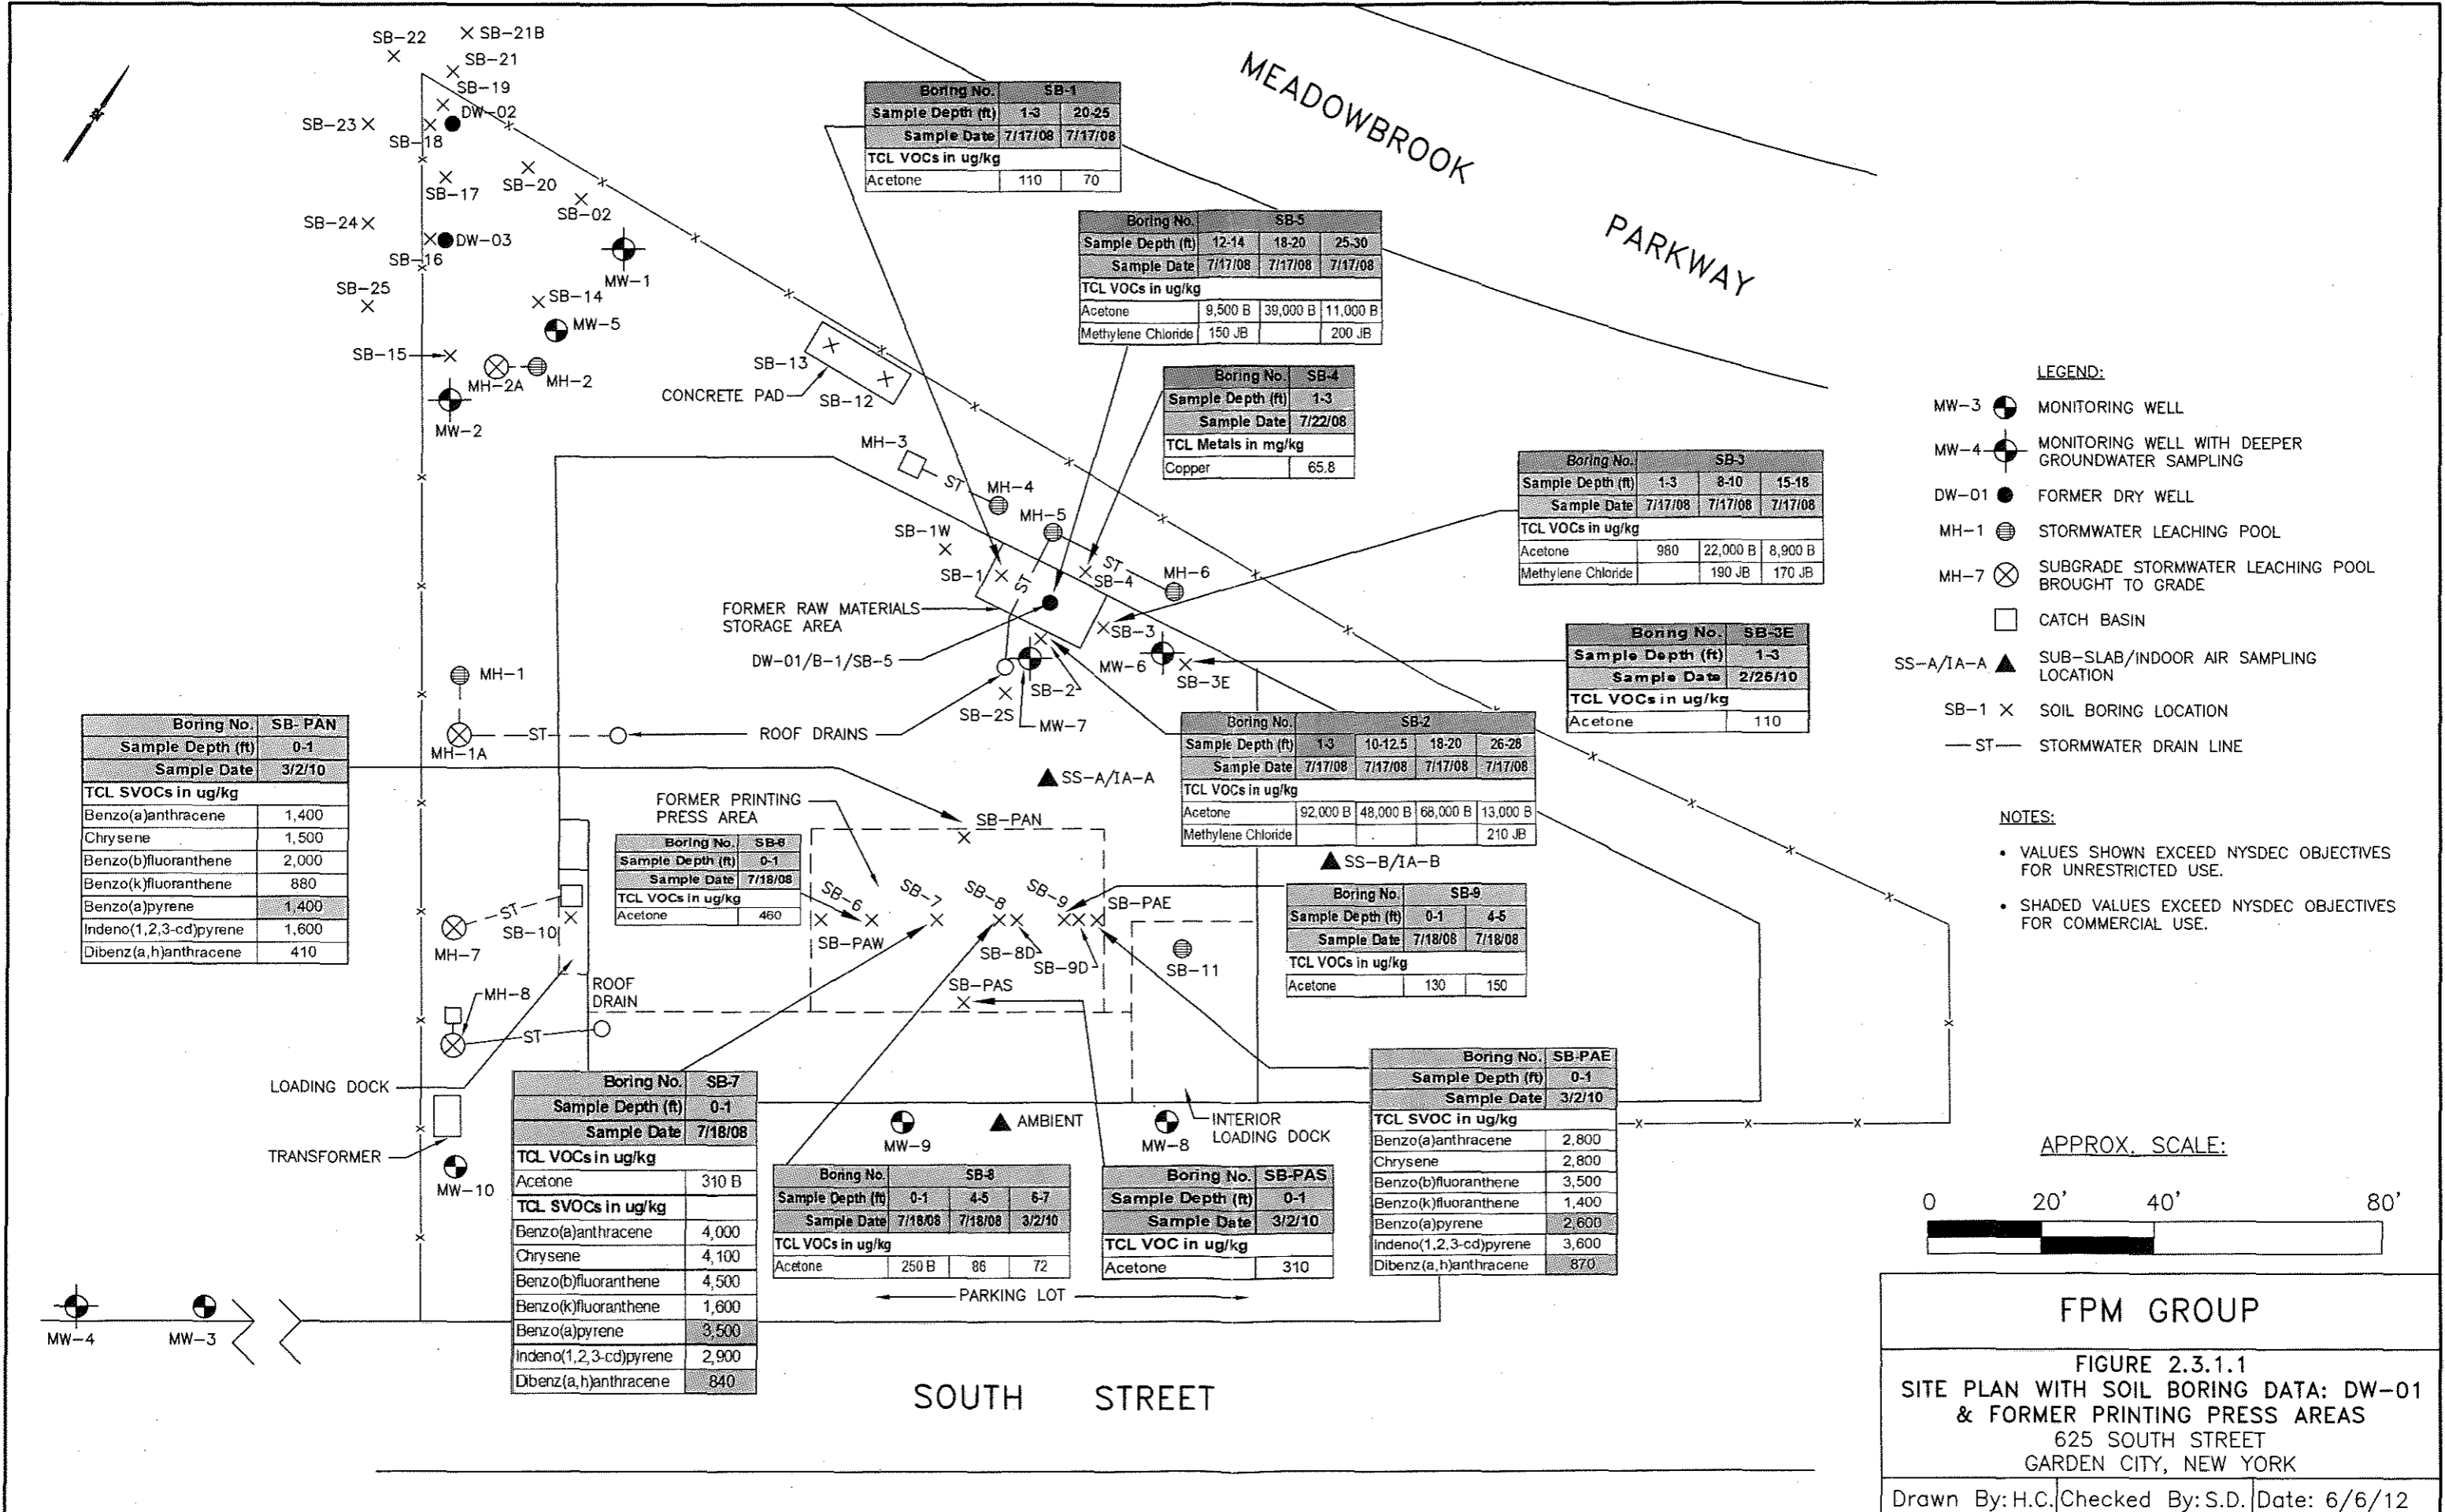 SB-22
SB-21B
SB-21
SB-19
DW-02
SB-23
SB-18
SB-17
SB-20
SB-02
SB-24
DW-03
SB-16
MW-1
SB-25
SB-14
MW-5
SB-15
MH-2A
MH-2
MW-2
MEADOWBROOK
PARKWAY
Boring No. SB-1
Sample Depth (ft) 1-3 20-25
Sample Date 7/17/08 7/17/08
TCL VOCs in ug/kg
Acetone 110 70
Boring No. SB-5
Sample Depth (ft) 12-14 18-20 25-30
Sample Date 7/17/08 7/17/08 7/17/08
TCL VOCs in ug/kg
Acetone 9,500 B 39,000 B 11,000 B
Methylene Chloride 150 JB 200 JB
Boring No. SB-4
Sample Depth (ft) 1-3
Sample Date 7/22/08
TCL Metals in mg/kg
Copper 65.8
Boring No. SB-3
Sample Depth (ft) 1-3 8-10 15-18
Sample Date 7/17/08 7/17/08 7/17/08
TCL VOCs in ug/kg
Acetone 980 22,000 B 8,900 B
Methylene Chloride 190 JB 170 JB
Boring No. SB-3E
Sample Depth (ft) 1-3
Sample Date 2/25/10
TCL VOCs in ug/kg
Acetone 110
Boring No. SB-2
Sample Depth (ft) 1-3 10-12.5 18-20 26-28
Sample Date 7/17/08 7/17/08 7/17/08 7/17/08
TCL VOCs in ug/kg
Acetone 92,000 B 48,000 B 68,000 B 13,000 B
Methylene Chloride 210 JB
SB-13
CONCRETE PAD
SB-12
MH-3
ST
MH-4
MH-5
SB-1W
SB-1
ST
ST
SB-4
MH-6
FORMER RAW MATERIALS
STORAGE AREA
SB-3
DW-01/B-1/SB-5
MW-6
SB-3E
SB-2
SB-2S
MW-7
MH-1
MH-1A
ST
ROOF DRAINS
SS-A/IA-A
SS-B/IA-B
Boring No. SB-PAN
Sample Depth (ft) 0-1
Sample Date 3/2/10
TCL SVOCs in ug/kg
Benzo(a)anthracene 1,400
Chrysene 1,500
Benzo(b)fluoranthene 2,000
Benzo(k)fluoranthene 880
Benzo(a)pyrene 1,400
Indeno(1,2,3-cd)pyrene 1,600
Dibenz(a,h)anthracene 410
FORMER PRINTING
PRESS AREA
Boring No. SB-6
Sample Depth (ft) 0-1
Sample Date 7/18/08
TCL VOCs in ug/kg
Acetone 460
SB-PAN
SB-6
SB-7
SB-8
SB-9
SB-PAE
SB-PAW
SB-8D
SB-9D
SB-PAS
SB-11
Boring No. SB-9
Sample Depth (ft) 0-1 4-5
Sample Date 7/18/08 7/18/08
TCL VOCs in ug/kg
Acetone 130 150
ST
SB-10
MH-7
MH-8
ROOF
DRAIN
ST
LOADING DOCK
TRANSFORMER
MW-10
Boring No. SB-7
Sample Depth (ft) 0-1
Sample Date 7/18/08
TCL VOCs in ug/kg
Acetone 310 B
TCL SVOCs in ug/kg
Benzo(a)anthracene 4,000
Chrysene 4,100
Benzo(b)fluoranthene 4,500
Benzo(k)fluoranthene 1,600
Benzo(a)pyrene 3,500
Indeno(1,2,3-cd)pyrene 2,900
Dibenz(a,h)anthracene 840
MW-9
AMBIENT
MW-8
INTERIOR
LOADING DOCK
Boring No. SB-8
Sample Depth (ft) 0-1 4-5 6-7
Sample Date 7/18/08 7/18/08 3/2/10
TCL VOCs in ug/kg
Acetone 250 B 86 72
Boring No. SB-PAS
Sample Depth (ft) 0-1
Sample Date 3/2/10
TCL VOC in ug/kg
Acetone 310
Boring No. SB-PAE
Sample Depth (ft) 0-1
Sample Date 3/2/10
TCL SVOC in ug/kg
Benzo(a)anthracene 2,800
Chrysene 2,800
Benzo(b)fluoranthene 3,500
Benzo(k)fluoranthene 1,400
Benzo(a)pyrene 2,600
Indeno(1,2,3-cd)pyrene 3,600
Dibenz(a,h)anthracene 870
PARKING LOT
MW-4
MW-3
SOUTH STREET
LEGEND:
MW-3 MONITORING WELL
MW-4 MONITORING WELL WITH DEEPER
GROUNDWATER SAMPLING
DW-01 FORMER DRY WELL
MH-1 STORMWATER LEACHING POOL
MH-7 SUBGRADE STORMWATER LEACHING POOL
BROUGHT TO GRADE
CATCH BASIN
SS-A/IA-A SUB-SLAB/INDOOR AIR SAMPLING
LOCATION
SB-1 SOIL BORING LOCATION
ST STORMWATER DRAIN LINE
NOTES:
• VALUES SHOWN EXCEED NYSDEC OBJECTIVES
FOR UNRESTRICTED USE.
• SHADED VALUES EXCEED NYSDEC OBJECTIVES
FOR COMMERCIAL USE.
APPROX. SCALE:
0 20' 40' 80'
FPM GROUP
FIGURE 2.3.1.1
SITE PLAN WITH SOIL BORING DATA: DW-01
& FORMER PRINTING PRESS AREAS
625 SOUTH STREET
GARDEN CITY, NEW YORK
Drawn By: H.C. Checked By: S.D. Date: 6/6/12